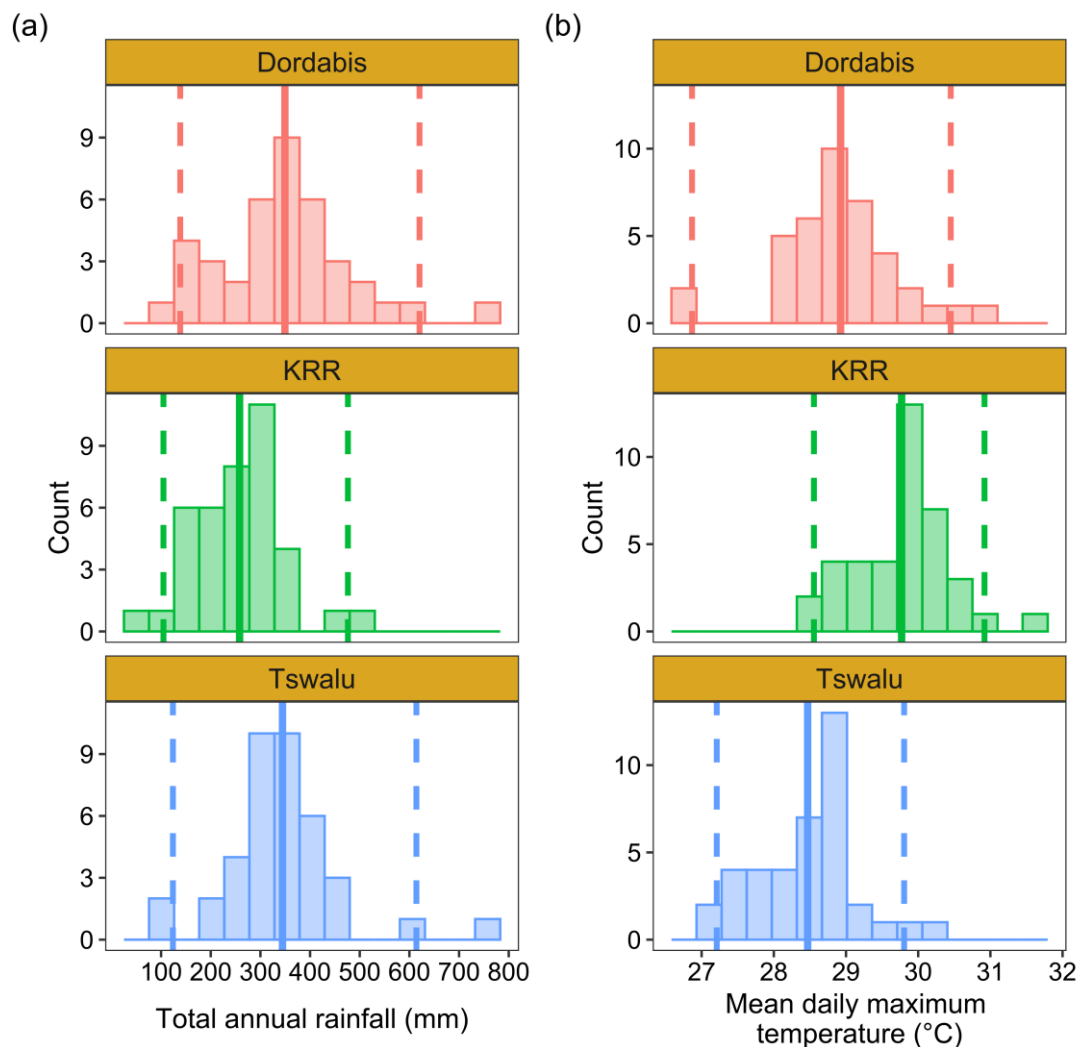 (a)
Dordabis
9
6
3
0
KRR
9
6
3
0
Count
Tswalu
9
6
3
0
100 200 300 400 500 600 700 800
Total annual rainfall (mm)
(b)
Dordabis
10
5
0
KRR
10
5
0
Count
Tswalu
10
5
0
27 28 29 30 31 32
Mean daily maximum
temperature (°C)